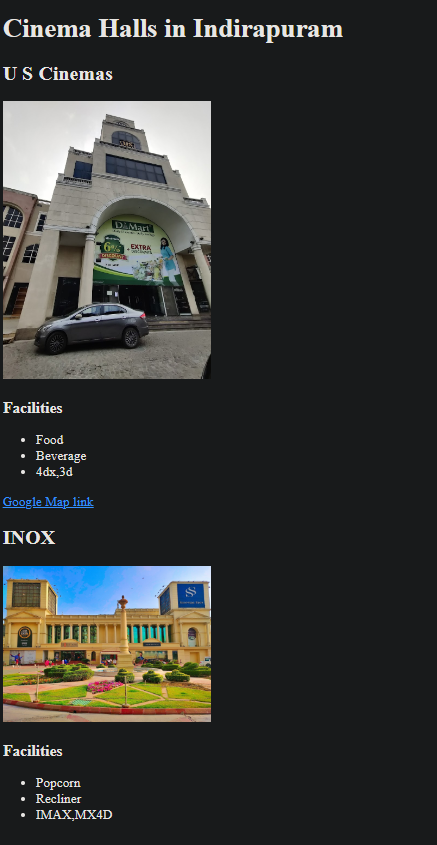 Cinema Halls in Indirapuram
U S Cinemas
D Mart
EXTRA
Facilities
Food
Beverage
4dx,3d
Google Map link
INOX
Facilities
Popcorn
Recliner
IMAX,MX4D